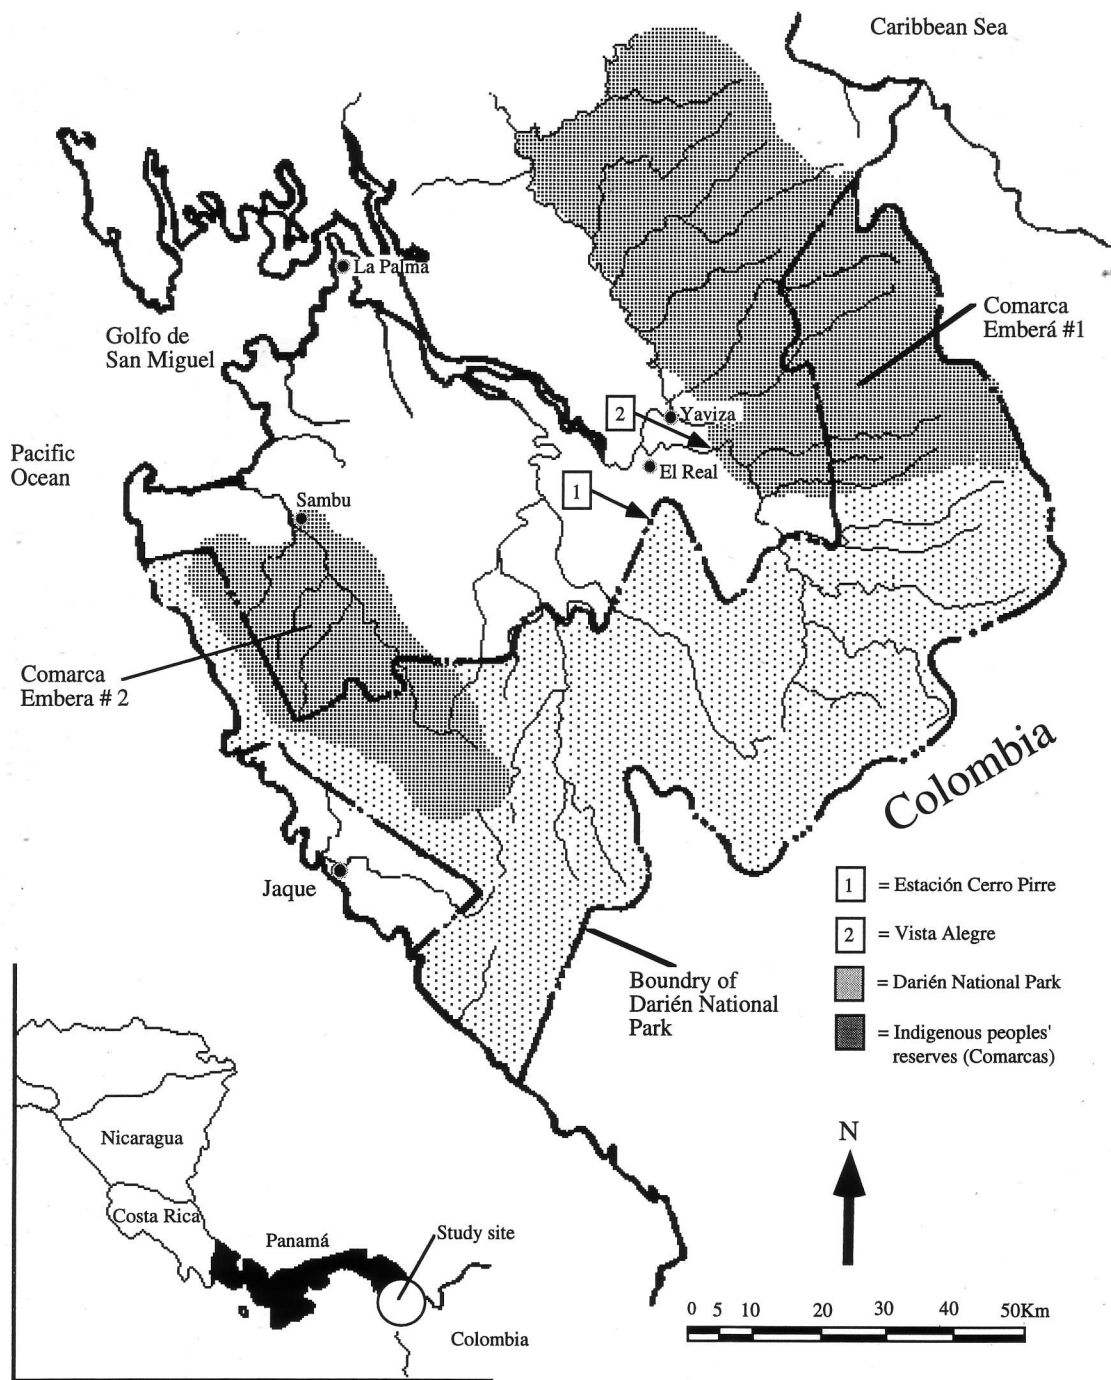 Caribbean Sea
La Palma
Golfo de
San Miguel
Comarca
Emberá #1
2
Yaviza
Pacific
Ocean
El Real
1
Sambu
Comarca
Embera # 2
Colombia
Jaque
1 = Estación Cerro Pirre
2 = Vista Alegre
= Darién National Park
= Indigenous peoples'
reserves (Comarcas)
Boundry of
Darién National
Park
Nicaragua
Costa Rica
Panamá
Study site
Colombia
N
0 5 10 20 30 40 50Km